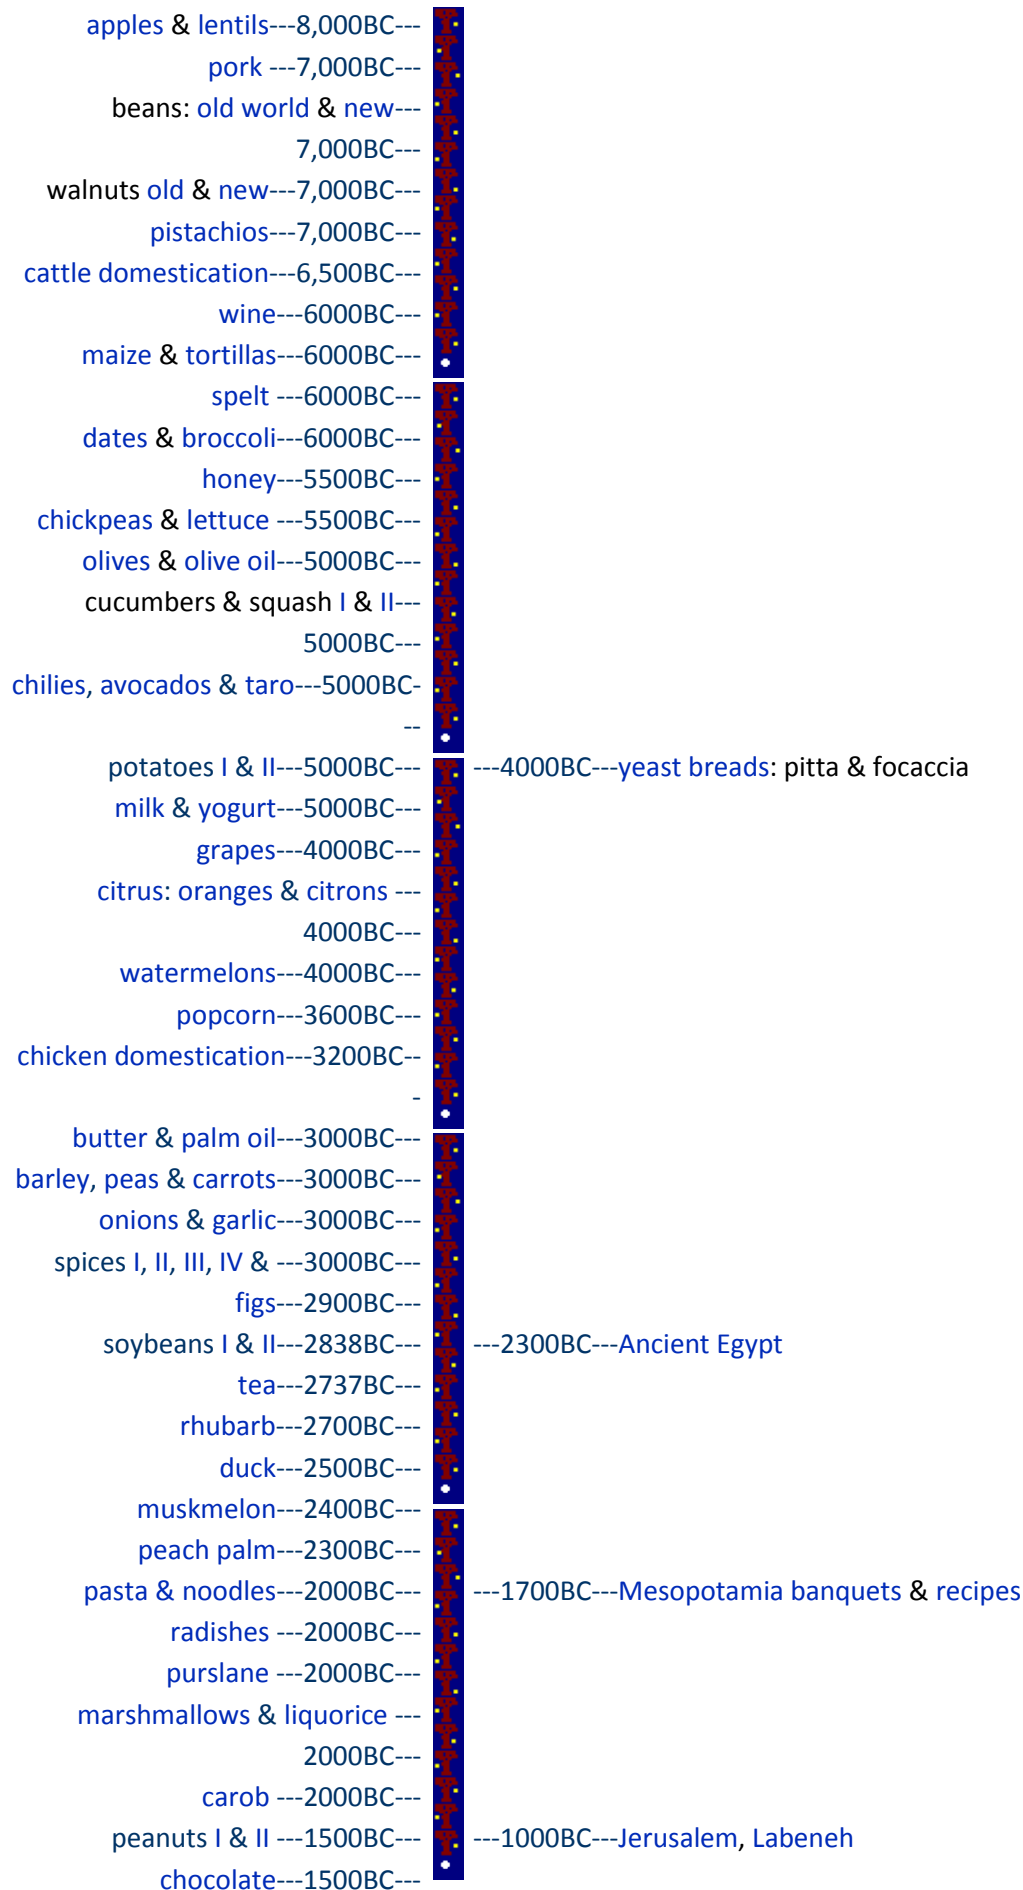 apples & lentils---8,000BC---
pork ---7,000BC---
beans: old world & new---
7,000BC---
walnuts old & new---7,000BC---
pistachios---7,000BC---
cattle domestication---6,500BC---
wine---6000BC---
maize & tortillas---6000BC---
spelt ---6000BC---
dates & broccoli---6000BC---
honey---5500BC---
chickpeas & lettuce ---5500BC---
olives & olive oil---5000BC---
cucumbers & squash I & II---
5000BC---
chilies, avocados & taro---5000BC-
--
potatoes I & II---5000BC--- ---4000BC---yeast breads: pitta & focaccia
milk & yogurt---5000BC---
grapes---4000BC---
citrus: oranges & citrons ---
4000BC---
watermelons---4000BC---
popcorn---3600BC---
chicken domestication---3200BC--
-
butter & palm oil---3000BC---
barley, peas & carrots---3000BC---
onions & garlic---3000BC---
spices I, II, III, IV & ---3000BC---
figs---2900BC---
soybeans I & II---2838BC--- ---2300BC---Ancient Egypt
tea---2737BC---
rhubarb---2700BC---
duck---2500BC---
muskmelon---2400BC---
peach palm---2300BC---
pasta & noodles---2000BC--- ---1700BC---Mesopotamia banquets & recipes
radishes ---2000BC---
purslane ---2000BC---
marshmallows & liquorice ---
2000BC---
carob ---2000BC---
peanuts I & II ---1500BC--- ---1000BC---Jerusalem, Labeneh
chocolate---1500BC---